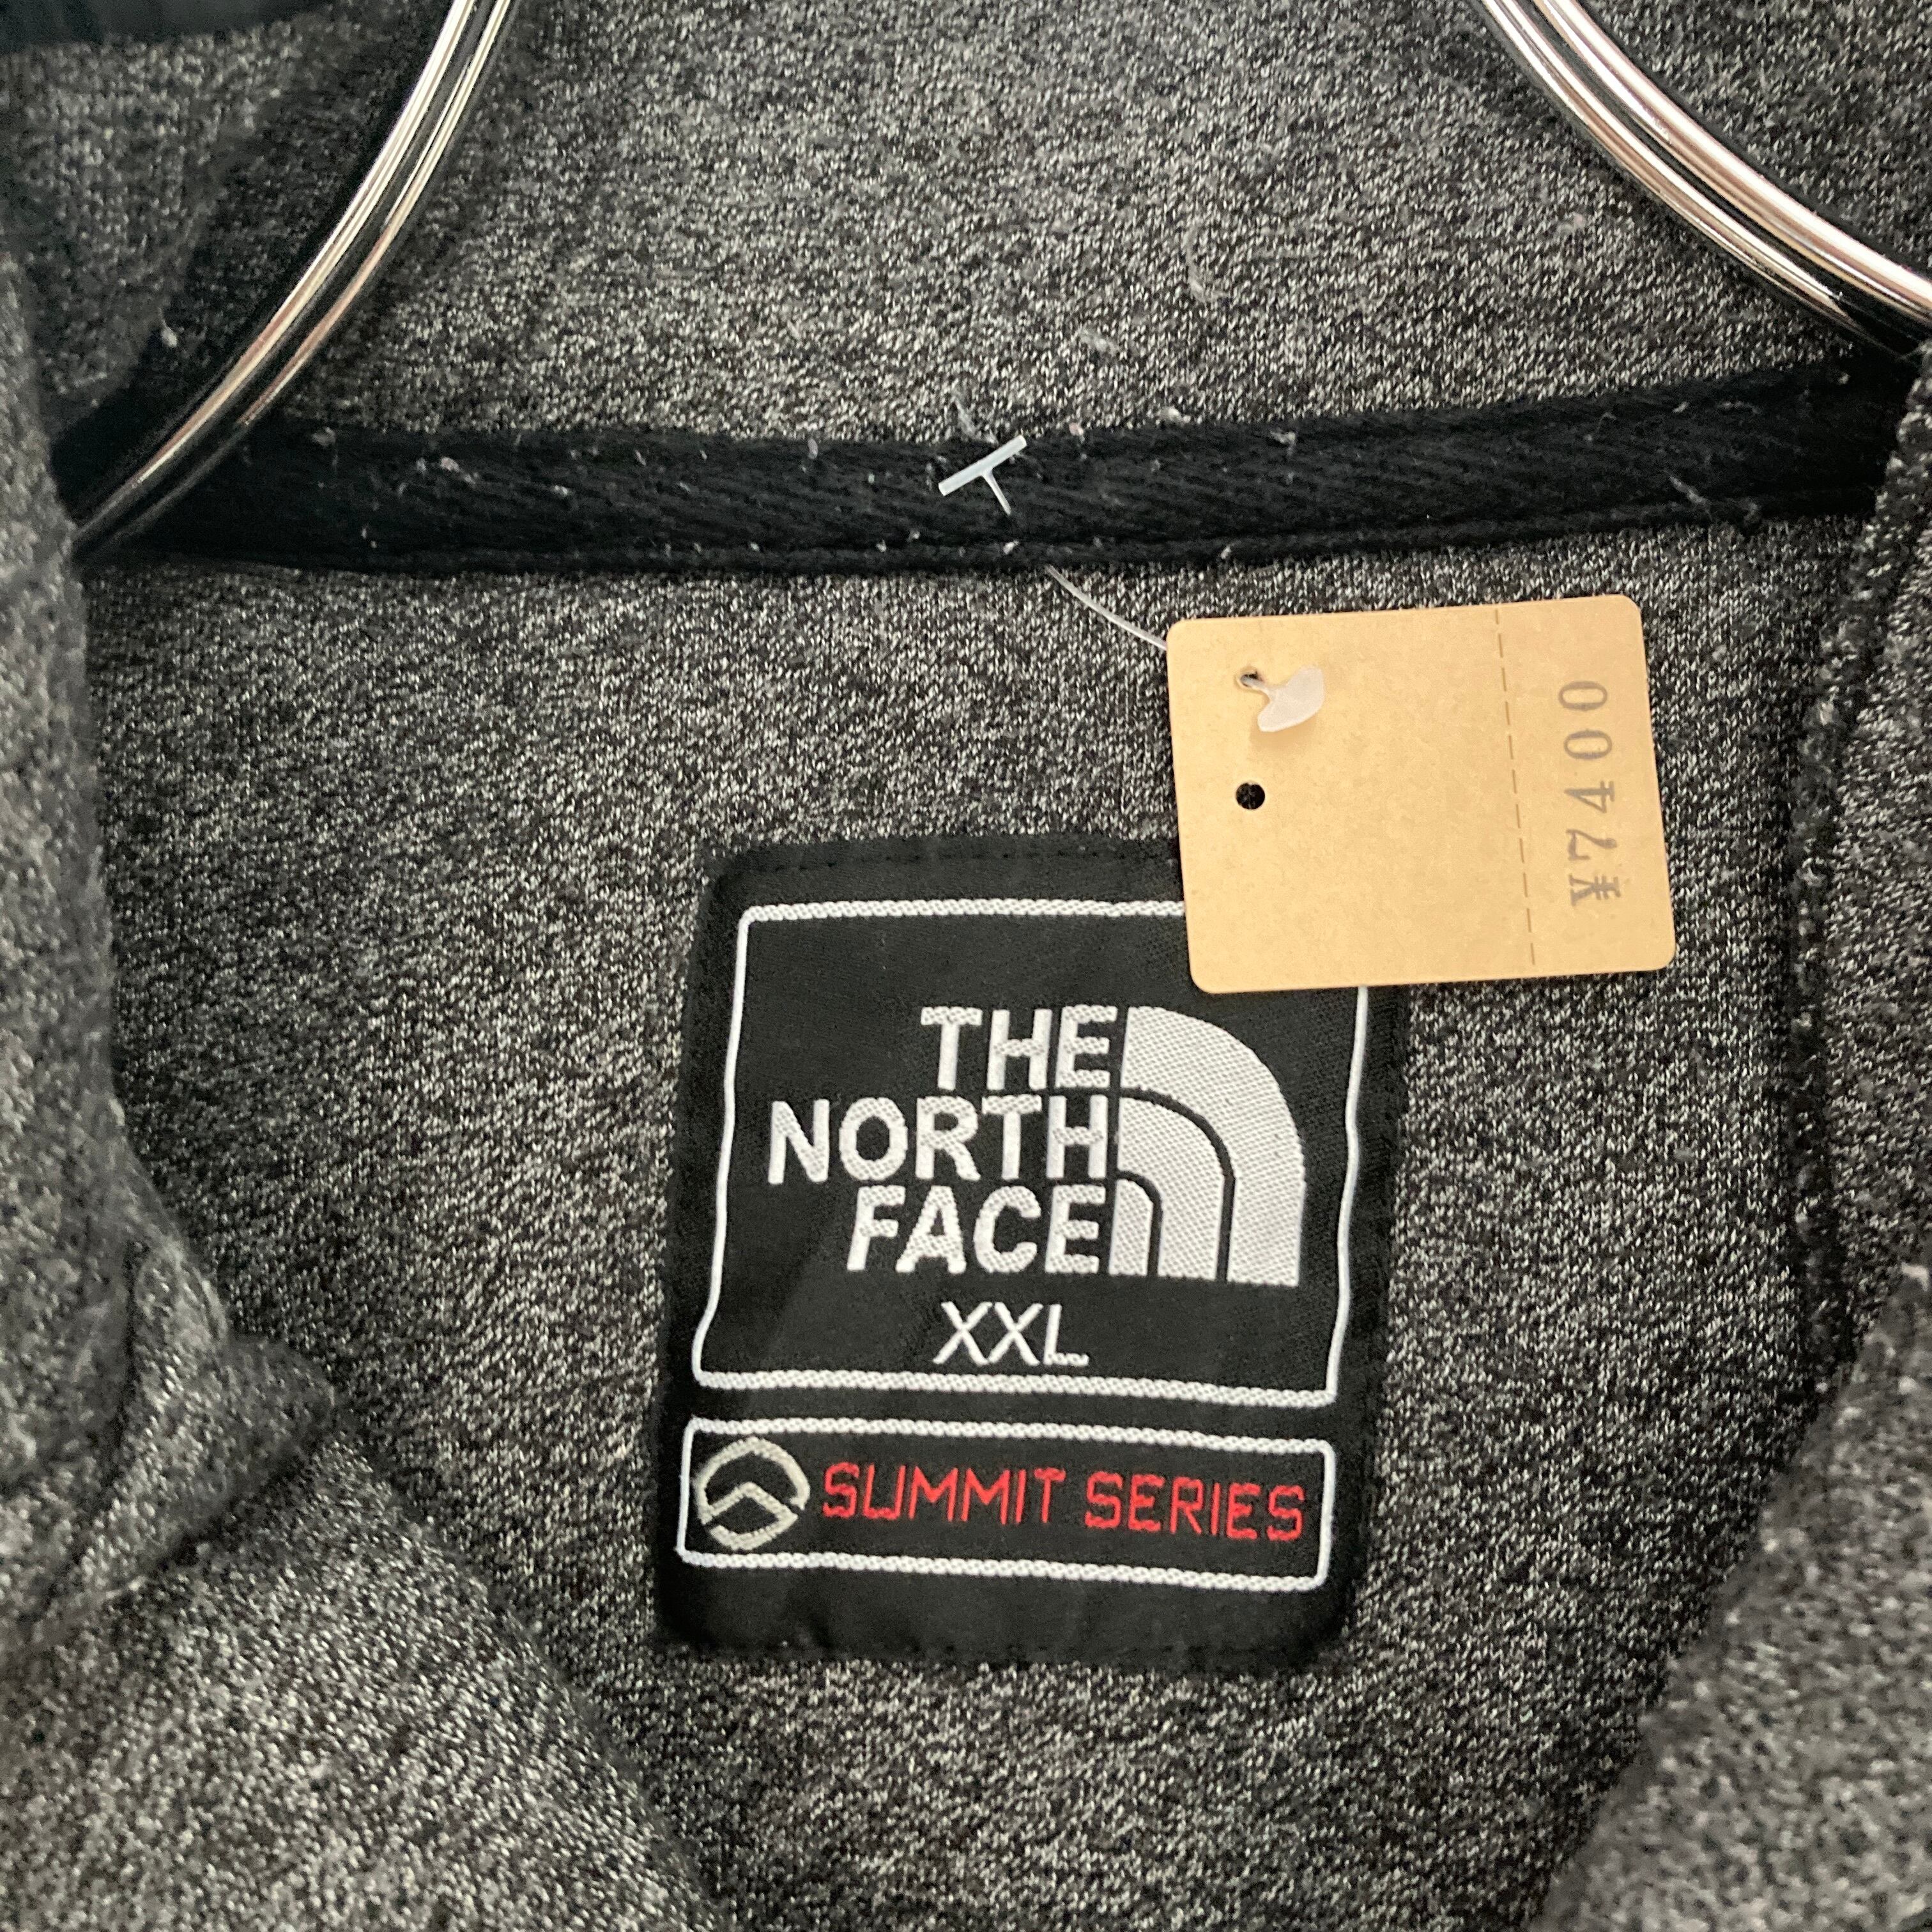 ¥7400
THE
NORTH
FACE
XXL
SUMMIT SERIES